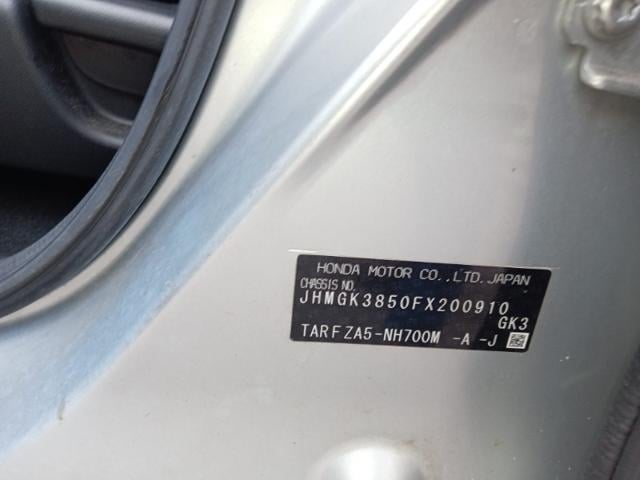 HONDA MOTOR CO.,LTD.JAPAN
CHASSIS NO.
JHMGK3850FX200910
GK3
TARFZA5-NH700M -A -J